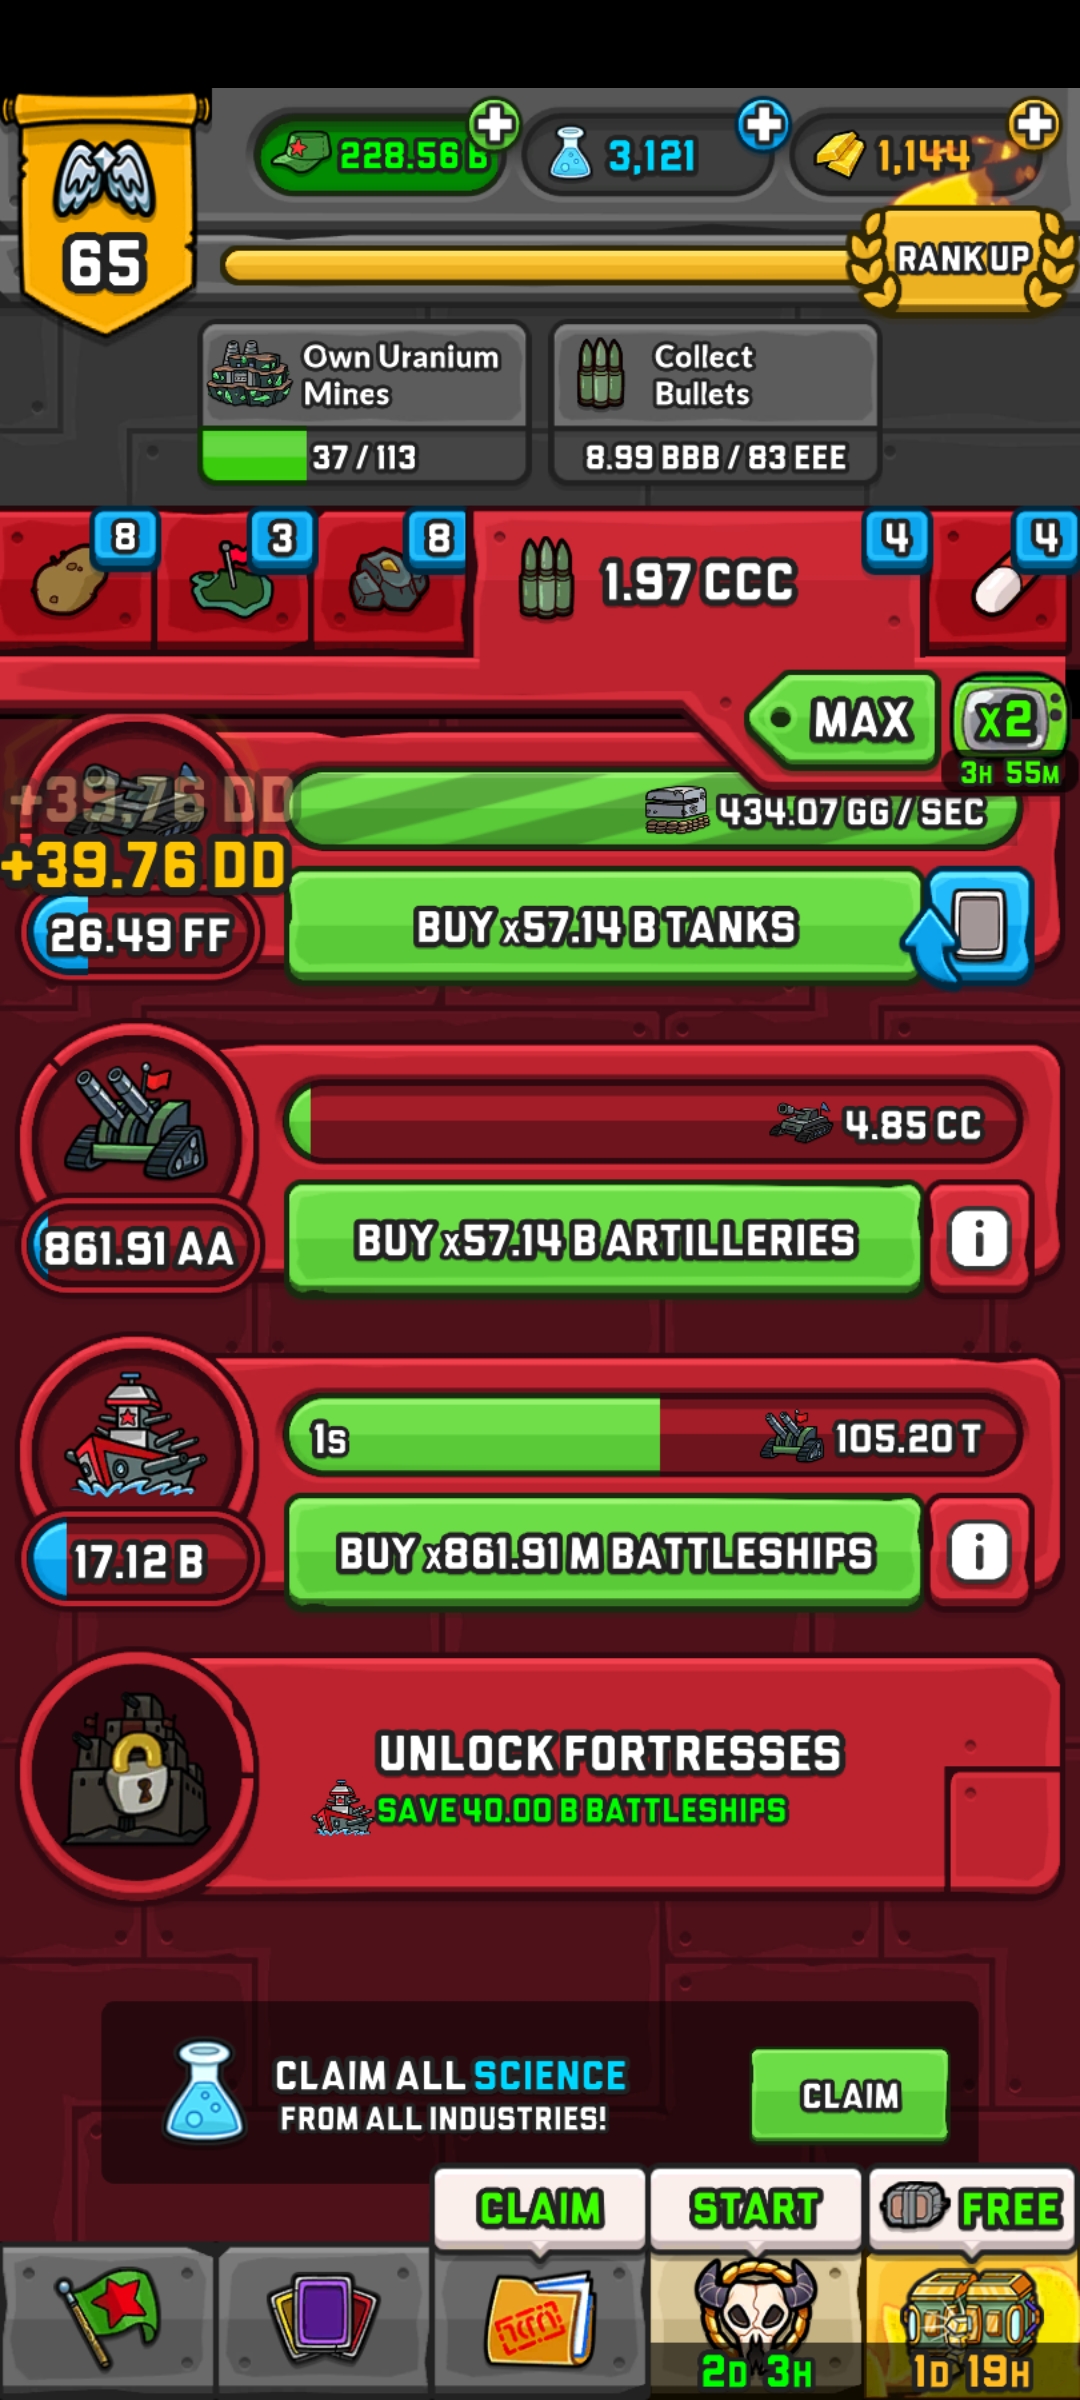 228.56 B
3,121
1,144
65
RANK UP
Own Uranium
Mines
37 / 113
Collect
Bullets
8.99 BBB / 83 EEE
8
3
8
1.97 CCC
4
4
MAX
x2
3H 55M
+39.76 DD
+39.76 DD
434.07 GG / SEC
26.49 FF
BUY x57.14 B TANKS
4.85 CC
861.91 AA
BUY x57.14 B ARTILLERIES
i
1s
105.20 T
17.12 B
BUY x861.91 M BATTLESHIPS
i
UNLOCK FORTRESSES
SAVE 40.00 B BATTLESHIPS
CLAIM ALL SCIENCE
FROM ALL INDUSTRIES!
CLAIM
CLAIM
START
FREE
2D 3H
1D 19H